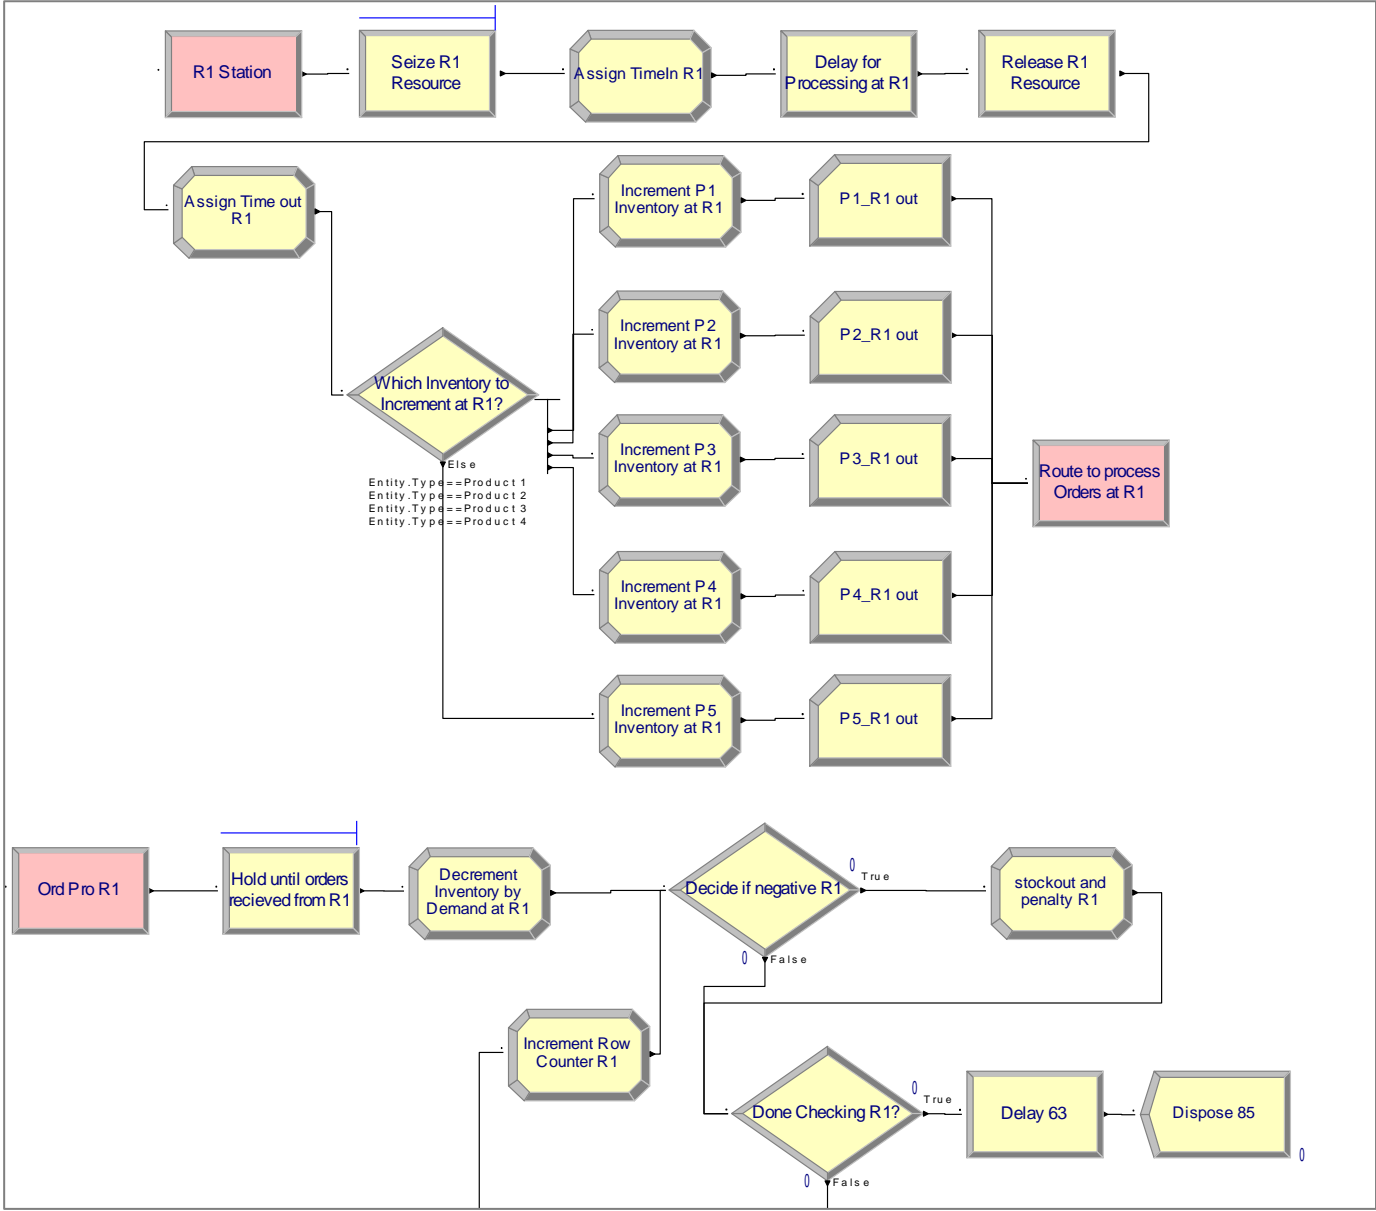 R1 Station
Seize R1
Resource
Assign TimeIn R1
Delay for
Processing at R1
Release R1
Resource
Assign Time out
R1
Increment P1
Inventory at R1
P1_R1 out
Increment P2
Inventory at R1
P2_R1 out
Which Inventory to
Increment at R1?
Increment P3
Inventory at R1
P3_R1 out
Route to process
Orders at R1
Else
Entity.Type==Product 1
Entity.Type==Product 2
Entity.Type==Product 3
Entity.Type==Product 4
Increment P4
Inventory at R1
P4_R1 out
Increment P5
Inventory at R1
P5_R1 out
Ord Pro R1
Hold until orders
recieved from R1
Decrement
Inventory by
Demand at R1
Decide if negative R1
0
True
0
False
stockout and
penalty R1
Increment Row
Counter R1
Done Checking R1?
0
True
0
False
Delay 63
Dispose 85
0